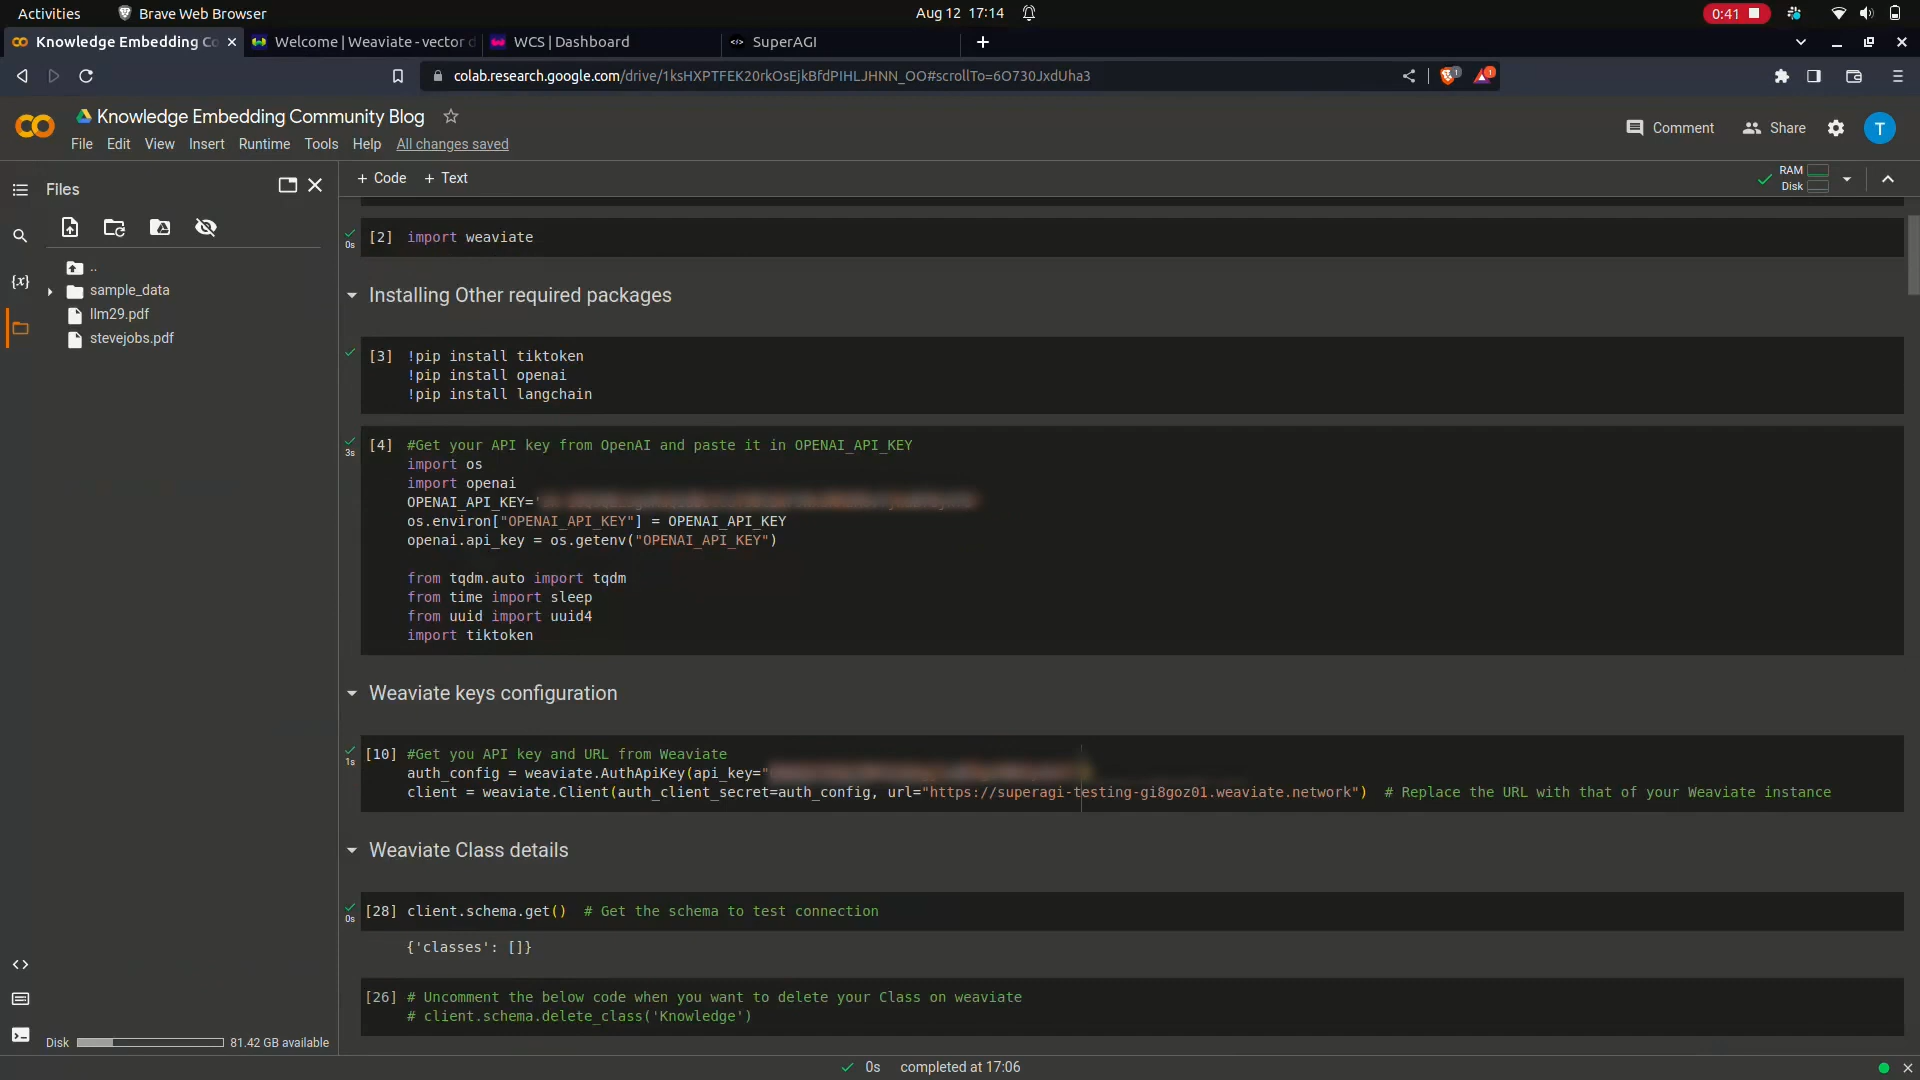 Activities
Brave Web Browser
Aug 12 17:14
0:41
Knowledge Embedding Co
Welcome | Weaviate - vector d
WCS | Dashboard
SuperAGI
colab.research.google.com/drive/1ksHXPTFEK20rkOsEjkBfdPIHLJHNN_OO#scrollTo=6O730JxdUha3
1
1
Knowledge Embedding Community Blog
Comment
Share
T
File Edit View Insert Runtime Tools Help All changes saved
Files
+ Code + Text
RAM
Disk
{x}
..
sample_data
llm29.pdf
stevejobs.pdf
0s
[2] import weaviate
Installing Other required packages
[3] !pip install tiktoken
!pip install openai
!pip install langchain
3s
[4] #Get your API key from OpenAI and paste it in OPENAI_API_KEY
import os
import openai
OPENAI_API_KEY='
os.environ["OPENAI_API_KEY"] = OPENAI_API_KEY
openai.api_key = os.getenv("OPENAI_API_KEY")
from tqdm.auto import tqdm
from time import sleep
from uuid import uuid4
import tiktoken
Weaviate keys configuration
1s
[10] #Get you API key and URL from Weaviate
auth_config = weaviate.AuthApiKey(api_key="
client = weaviate.Client(auth_client_secret=auth_config, url="https://superagi-testing-gi8goz01.weaviate.network") # Replace the URL with that of your Weaviate instance
Weaviate Class details
0s
[28] client.schema.get() # Get the schema to test connection
{'classes': []}
[26] # Uncomment the below code when you want to delete your Class on weaviate
# client.schema.delete_class('Knowledge')
Disk
81.42 GB available
0s completed at 17:06